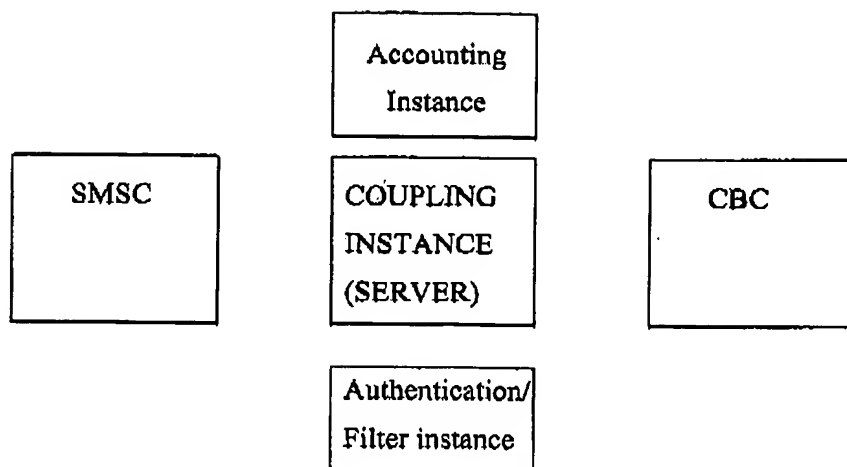 Accounting
Instance
SMSC
COUPLING
INSTANCE
(SERVER)
CBC
Authentication/
Filter instance